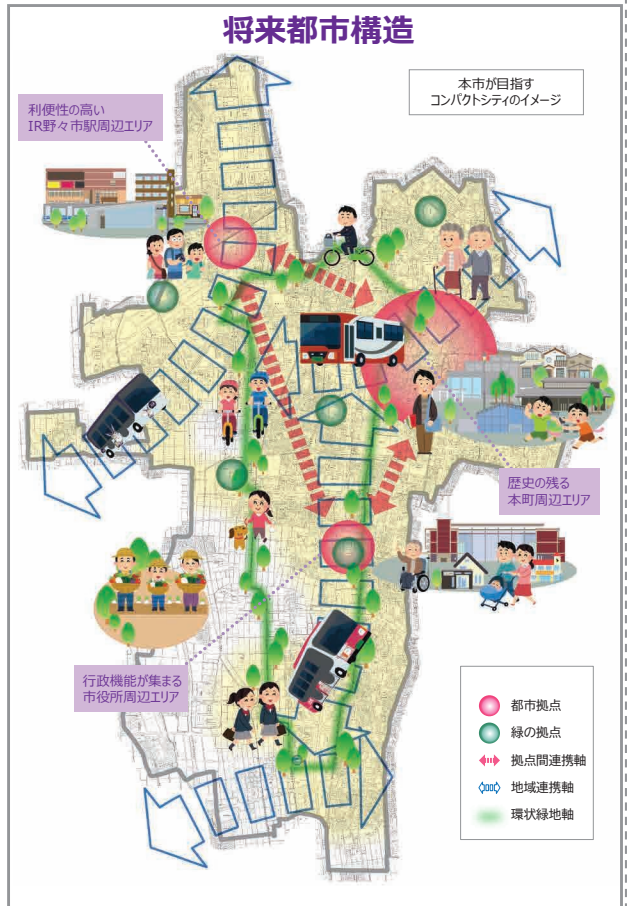 将来都市構造
本市が目指す
コンパクトシティのイメージ
利便性の高い
IR野々市駅周辺エリア
歴史の残る
本町周辺エリア
行政機能が集まる
市役所周辺エリア
都市拠点
緑の拠点
拠点間連携軸
地域連携軸
環状緑地軸